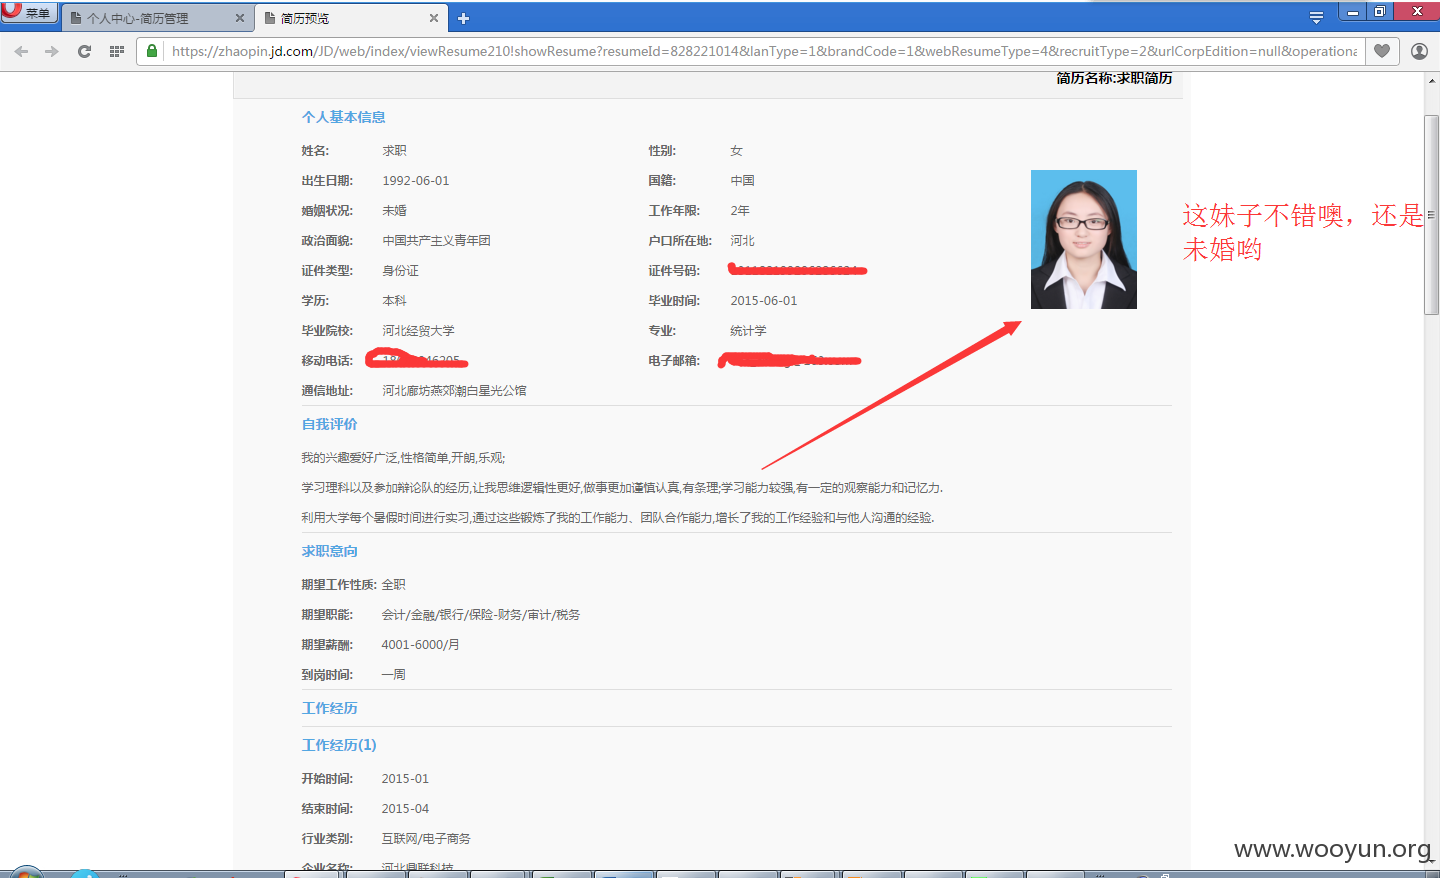 菜单
个人中心-简历管理
简历预览
https://zhaopin.jd.com/JD/web/index/viewResume210!showResume?resumeId=828221014&lanType=1&brandCode=1&webResumeType=4&recruitType=2&urlCorpEdition=null&operationa
简历名称:求职简历
个人基本信息
姓名: 求职 性别: 女
出生日期: 1992-06-01 国籍: 中国
婚姻状况: 未婚 工作年限: 2年
政治面貌: 中国共产主义青年团 户口所在地: 河北
证件类型: 身份证 证件号码:
学历: 本科 毕业时间: 2015-06-01
毕业院校: 河北经贸大学 专业: 统计学
移动电话: 电子邮箱:
通信地址: 河北廊坊燕郊潮白星光公馆
这妹子不错噢，还是
未婚哟
自我评价
我的兴趣爱好广泛,性格简单,开朗,乐观;
学习理科以及参加辩论队的经历,让我思维逻辑性更好,做事更加谨慎认真,有条理;学习能力较强,有一定的观察能力和记忆力.
利用大学每个暑假时间进行实习,通过这些锻炼了我的工作能力、团队合作能力,增长了我的工作经验和与他人沟通的经验.
求职意向
期望工作性质: 全职
期望职能: 会计/金融/银行/保险-财务/审计/税务
期望薪酬: 4001-6000/月
到岗时间: 一周
工作经历
工作经历(1)
开始时间: 2015-01
结束时间: 2015-04
行业类别: 互联网/电子商务
企业名称: 河北鼎联科技
www.wooyun.org